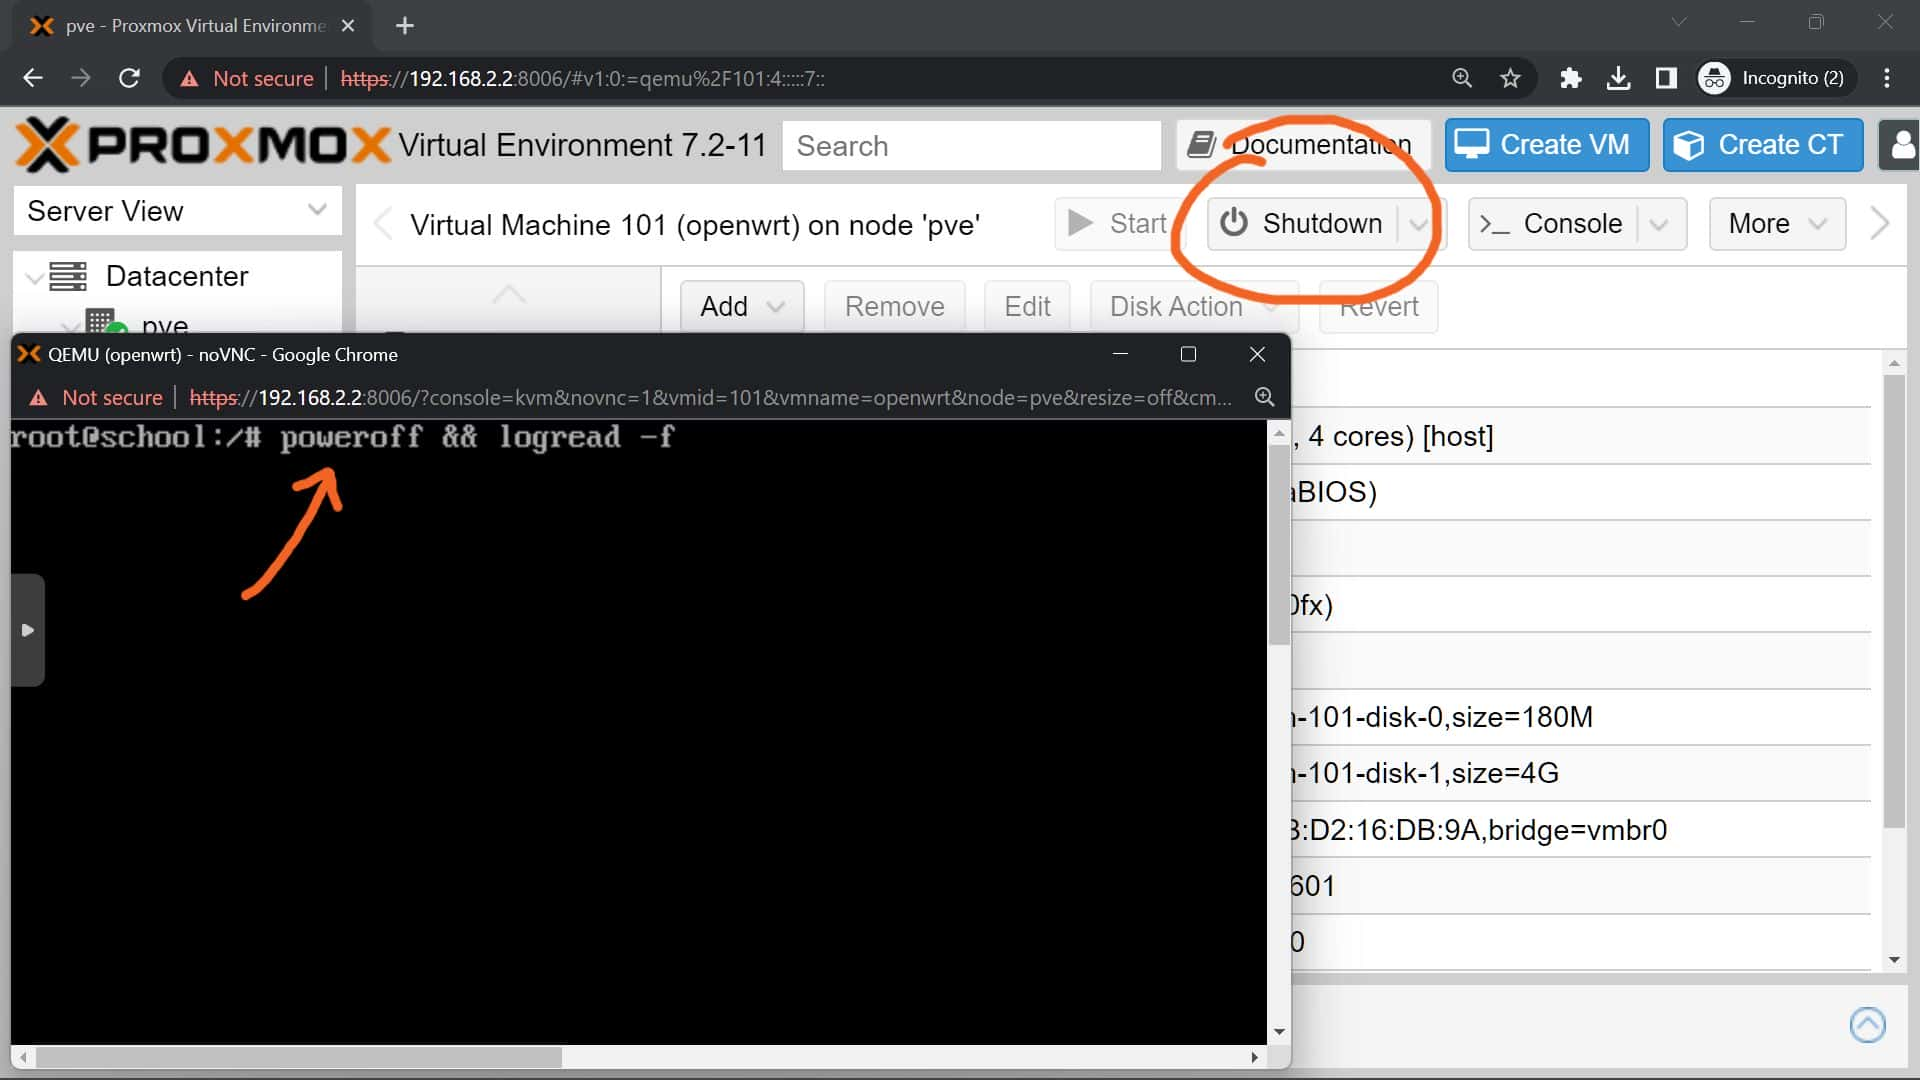 pve - Proxmox Virtual Environme
Not secure
https://192.168.2.2:8006/#v1:0:=qemu%2F101:4:::::7::
Incognito (2)
PROXMOX Virtual Environment 7.2-11
Search
Documentation
Create VM
Create CT
Server View
Virtual Machine 101 (openwrt) on node 'pve'
Start
Shutdown
>_ Console
More
Datacenter
pve
Add
Remove
Edit
Disk Action
Revert
QEMU (openwrt) - noVNC - Google Chrome
Not secure
https://192.168.2.2:8006/?console=kvm&novnc=1&vmid=101&vmname=openwrt&node=pve&resize=off&cm...
root@school:/# poweroff && logread -f
, 4 cores) [host]
aBIOS)
0fx)
-101-disk-0,size=180M
-101-disk-1,size=4G
:D2:16:DB:9A,bridge=vmbr0
601
0